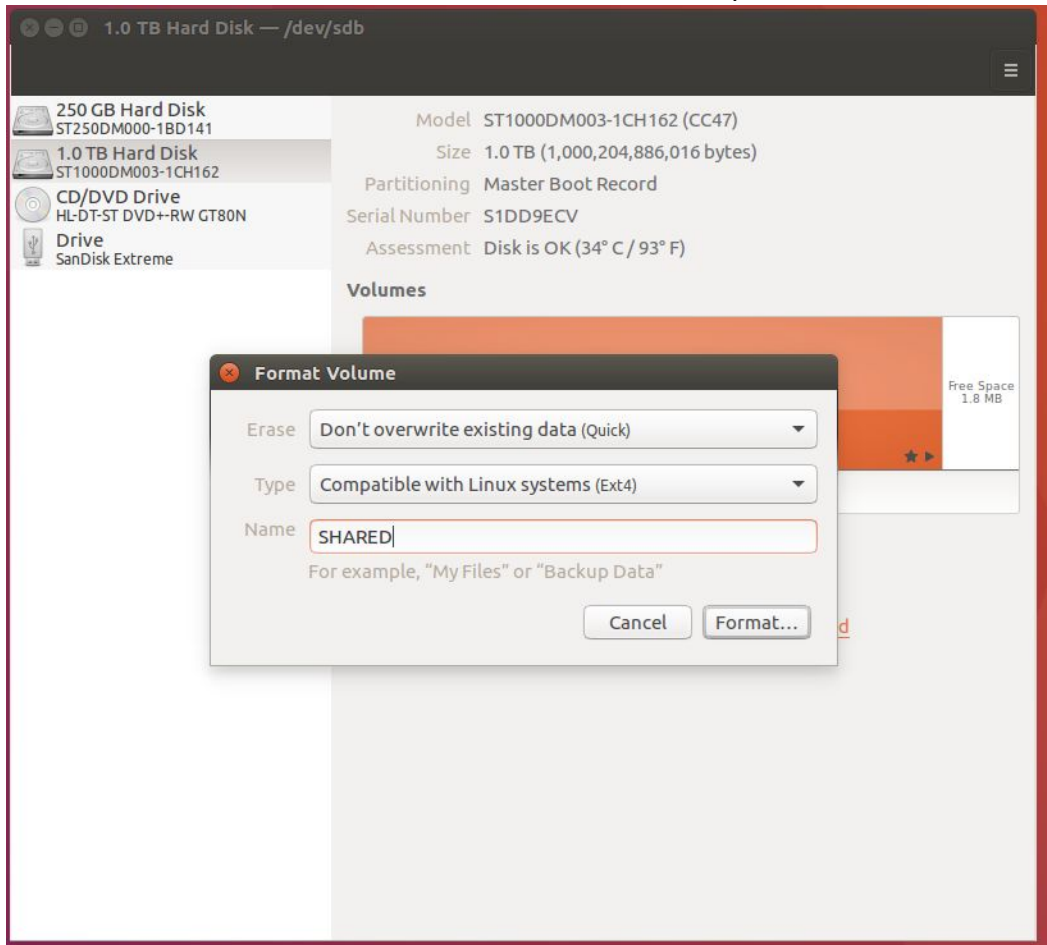 1.0 TB Hard Disk — /dev/sdb
250 GB Hard Disk
ST250DM000-1BD141
1.0 TB Hard Disk
ST1000DM003-1CH162
CD/DVD Drive
HL-DT-ST DVD+-RW GT80N
Drive
SanDisk Extreme
Model ST1000DM003-1CH162 (CC47)
Size 1.0 TB (1,000,204,886,016 bytes)
Partitioning Master Boot Record
Serial Number S1DD9ECV
Assessment Disk is OK (34° C / 93° F)
Volumes
Free Space
1.8 MB
Format Volume
Erase Don't overwrite existing data (Quick)
Type Compatible with Linux systems (Ext4)
Name SHARED
For example, “My Files” or “Backup Data”
Cancel Format...
d